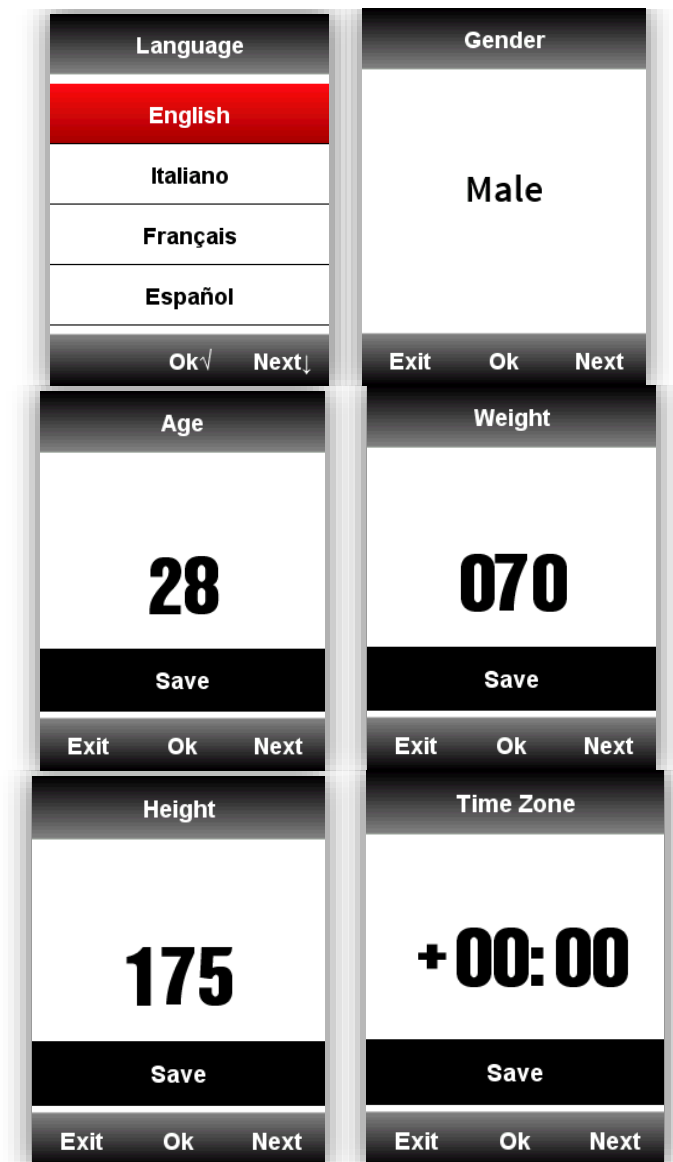 Language
English
Italiano
Français
Español
Ok√ Next↓
Gender
Male
Exit Ok Next
Age
28
Save
Exit Ok Next
Weight
070
Save
Exit Ok Next
Height
175
Save
Exit Ok Next
Time Zone
+00:00
Save
Exit Ok Next